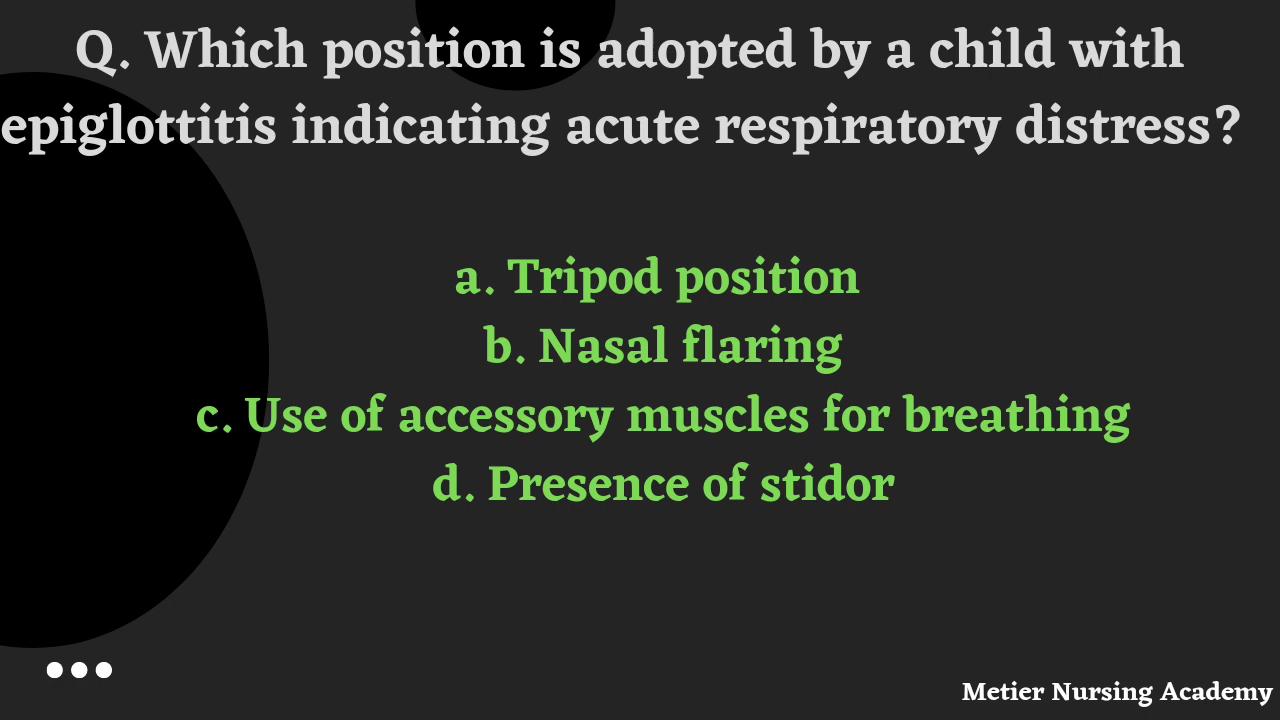 Q. Which position is adopted by a child with
epiglottitis indicating acute respiratory distress?
a. Tripod position
b. Nasal flaring
c. Use of accessory muscles for breathing
d. Presence of stidor
Metier Nursing Academy